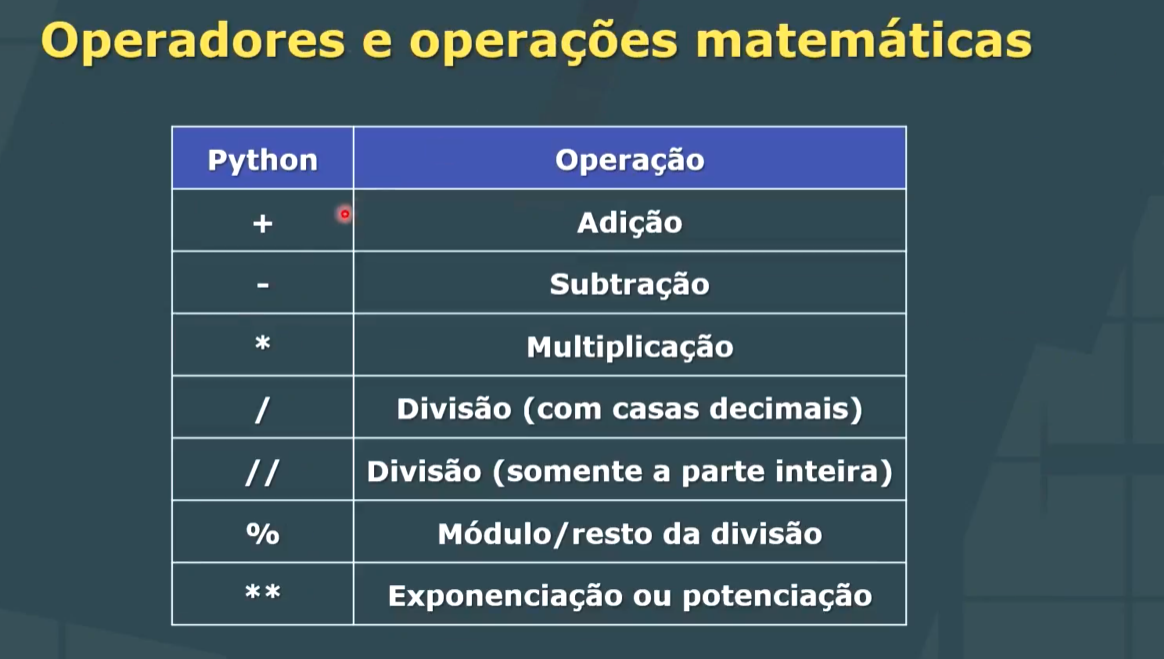 Operadores e operações matemáticas
Python Operação
+ Adição
- Subtração
* Multiplicação
/ Divisão (com casas decimais)
// Divisão (somente a parte inteira)
% Módulo/resto da divisão
** Exponenciação ou potenciação